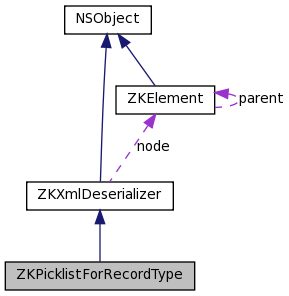 NSObject
ZKElement
parent
node
ZKXmlDeserializer
ZKPicklistForRecordType